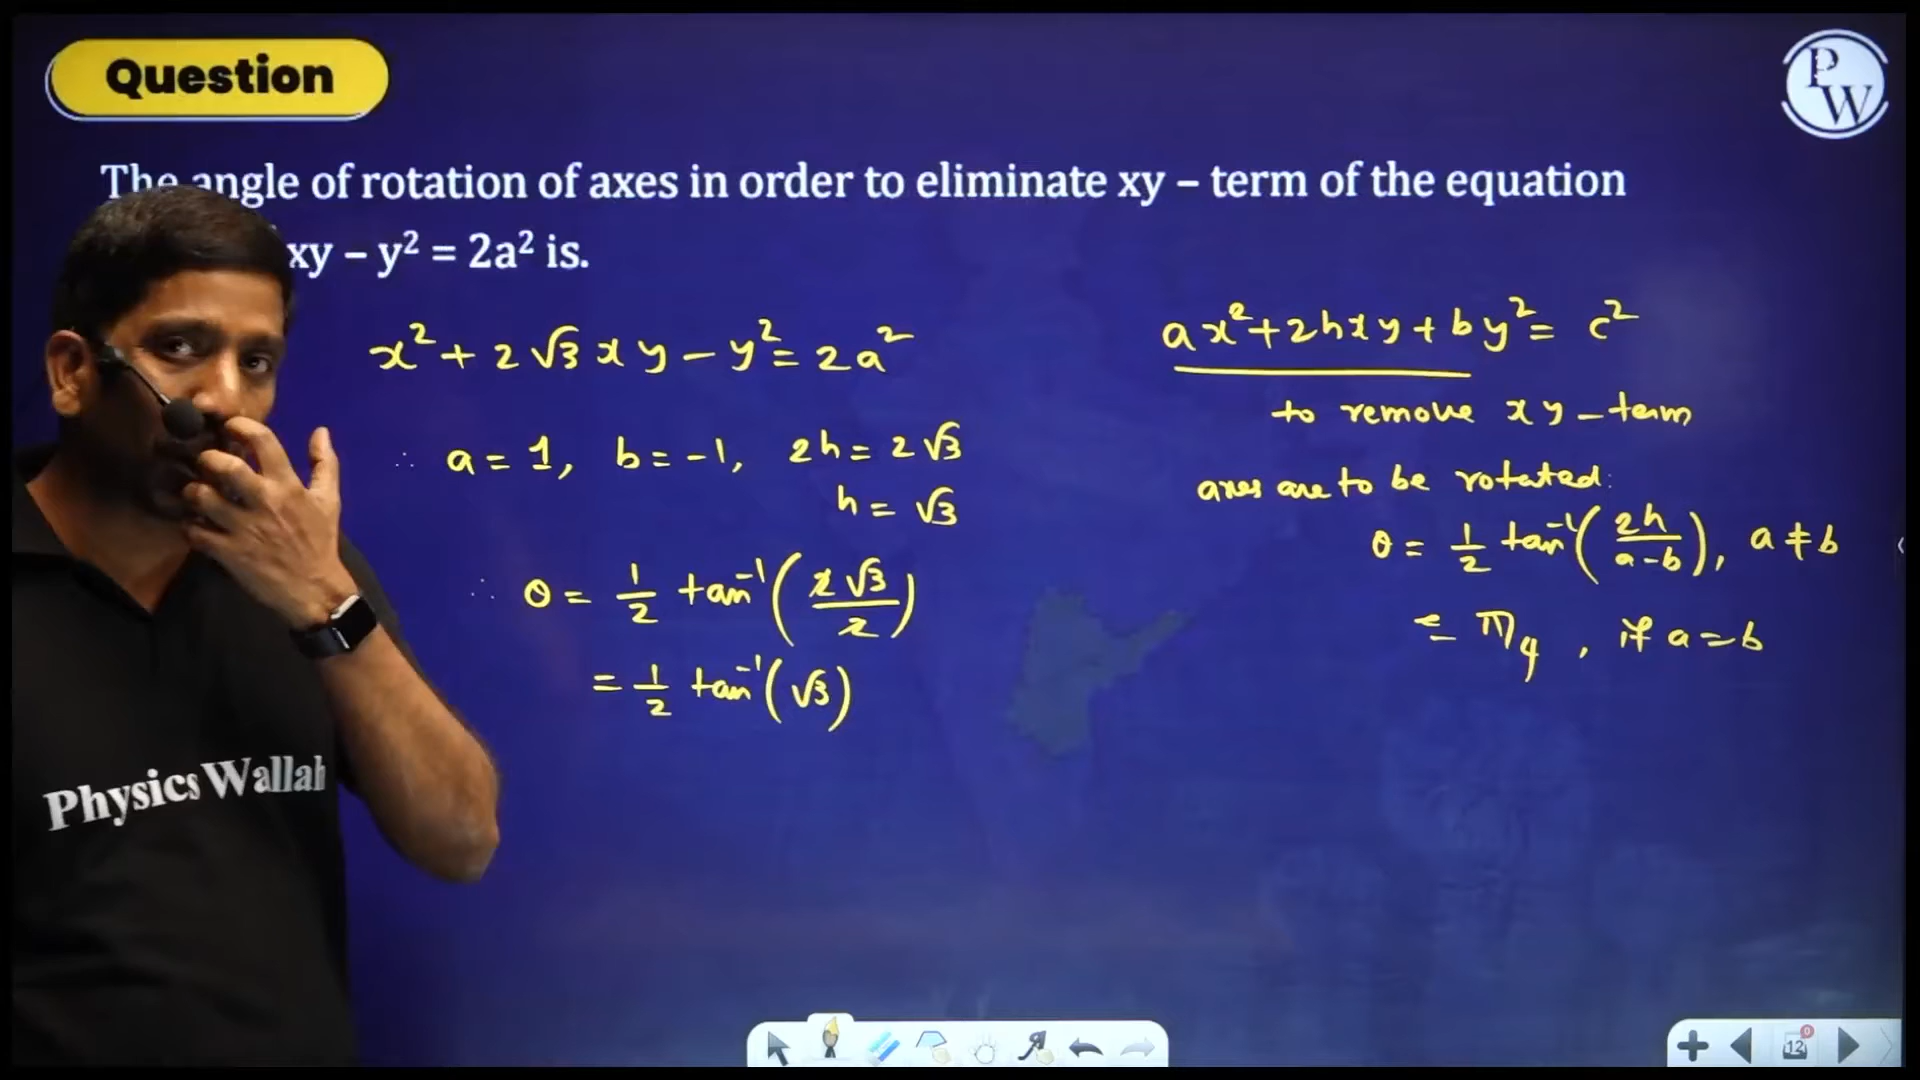 Question
PW
The angle of rotation of axes in order to eliminate xy – term of the equation
xy – y² = 2a² is.
x² + 2√3 xy – y² = 2a²
∴ a = 1, b = -1, 2h = 2√3
h = √3
∴ θ = 1/2 tan⁻¹(2√3/2)
= 1/2 tan⁻¹(√3)
ax² + 2hxy + by² = c²
to remove xy – term
axes are to be rotated:
θ = 1/2 tan⁻¹(2h/a-b), a ≠ b
= π/4, if a = b
Physics Wallah
12
0